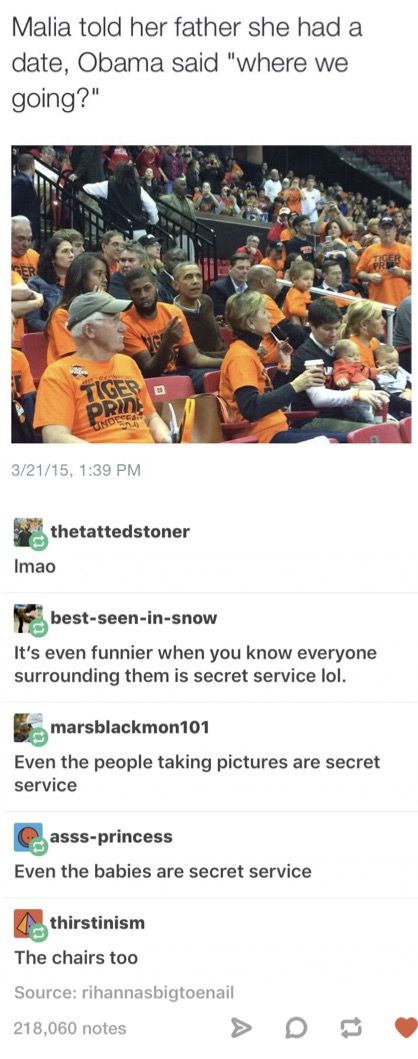 Malia told her father she had a
date, Obama said "where we
going?"
TIGER
PRIDE
TIGER
PRIDE
UNDEFEATED
3/21/15, 1:39 PM
thetattedstoner
lmao
best-seen-in-snow
It's even funnier when you know everyone
surrounding them is secret service lol.
marsblackmon101
Even the people taking pictures are secret
service
asss-princess
Even the babies are secret service
thirstinism
The chairs too
Source: rihannasbigtoenail
218,060 notes